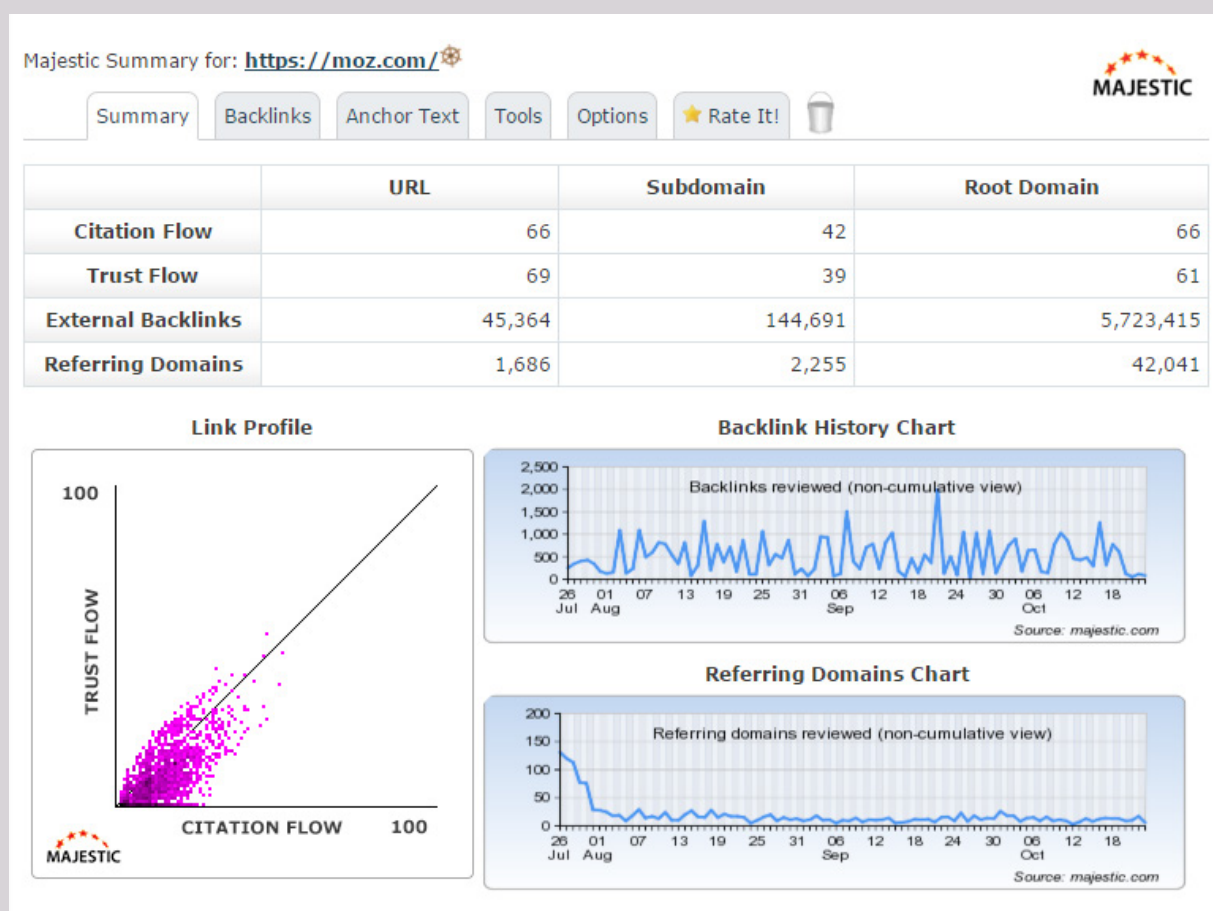 Majestic Summary for: https://moz.com/
MAJESTIC
Summary Backlinks Anchor Text Tools Options Rate It!
URL Subdomain Root Domain
Citation Flow 66 42 66
Trust Flow 69 39 61
External Backlinks 45,364 144,691 5,723,415
Referring Domains 1,686 2,255 42,041
Link Profile
100
TRUST FLOW
CITATION FLOW 100
MAJESTIC
Backlink History Chart
Backlinks reviewed (non-cumulative view)
2,500
2,000
1,500
1,000
500
0
26 01 07 13 19 25 31 06 12 18 24 30 06 12 18
Jul Aug Sep Oct
Source: majestic.com
Referring Domains Chart
Referring domains reviewed (non-cumulative view)
200
150
100
50
0
26 01 07 13 19 25 31 06 12 18 24 30 06 12 18
Jul Aug Sep Oct
Source: majestic.com